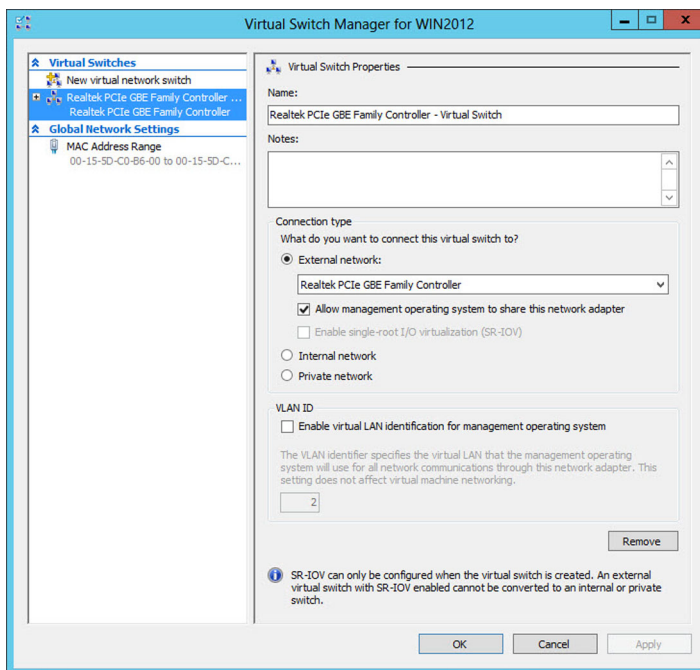 Virtual Switch Manager for WIN2012
Virtual Switches
New virtual network switch
Realtek PCIe GBE Family Controller ...
Realtek PCIe GBE Family Controller
Global Network Settings
MAC Address Range
00-15-5D-C0-B6-00 to 00-15-5D-C...
Virtual Switch Properties
Name:
Realtek PCIe GBE Family Controller - Virtual Switch
Notes:
Connection type
What do you want to connect this virtual switch to?
External network:
Realtek PCIe GBE Family Controller
Allow management operating system to share this network adapter
Enable single-root I/O virtualization (SR-IOV)
Internal network
Private network
VLAN ID
Enable virtual LAN identification for management operating system
The VLAN identifier specifies the virtual LAN that the management operating
system will use for all network communications through this network adapter. This
setting does not affect virtual machine networking.
2
Remove
SR-IOV can only be configured when the virtual switch is created. An external
virtual switch with SR-IOV enabled cannot be converted to an internal or private
switch.
OK
Cancel
Apply